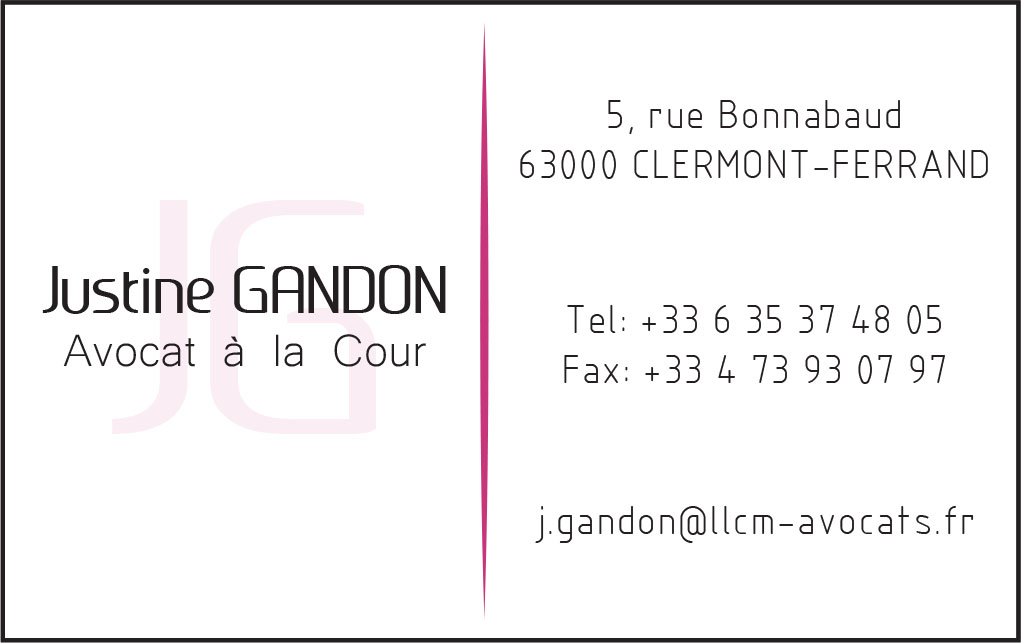 JG
Justine GANDON
Avocat à la Cour
5, rue Bonnabaud
63000 CLERMONT-FERRAND
Tel: +33 6 35 37 48 05
Fax: +33 4 73 93 07 97
j.gandon@llcm-avocats.fr